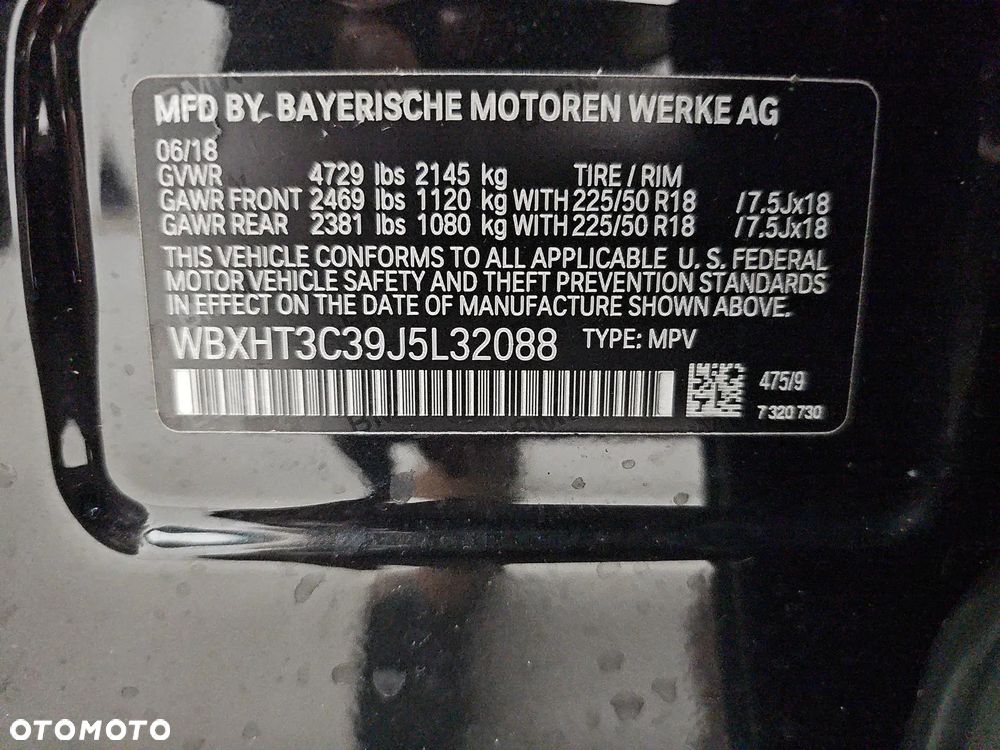 MFD BY BAYERISCHE MOTOREN WERKE AG
06/18
GVWR 4729 lbs 2145 kg TIRE / RIM
GAWR FRONT 2469 lbs 1120 kg WITH 225/50 R18 /7.5Jx18
GAWR REAR 2381 lbs 1080 kg WITH 225/50 R18 /7.5Jx18
THIS VEHICLE CONFORMS TO ALL APPLICABLE U. S. FEDERAL
MOTOR VEHICLE SAFETY AND THEFT PREVENTION STANDARDS
IN EFFECT ON THE DATE OF MANUFACTURE SHOWN ABOVE.
WBXHT3C39J5L32088 TYPE: MPV
475/9
7 320 730
OTOMOTO